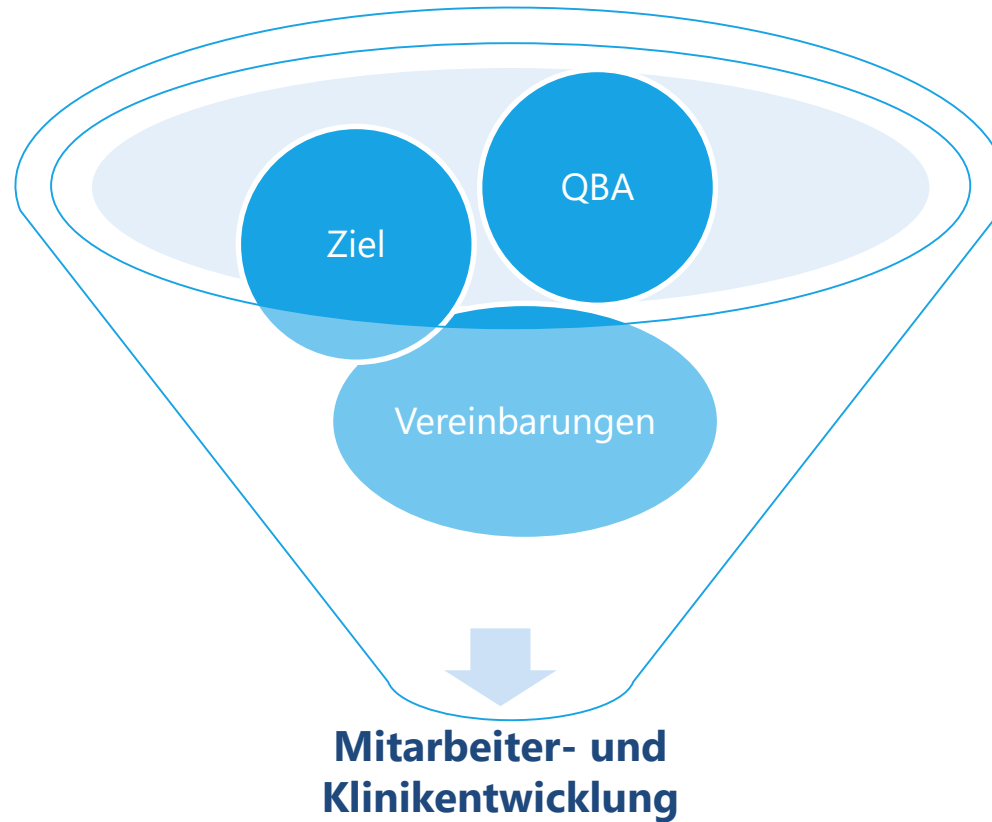 QBA
Ziel
Vereinbarungen
Mitarbeiter- und
Klinikentwicklung